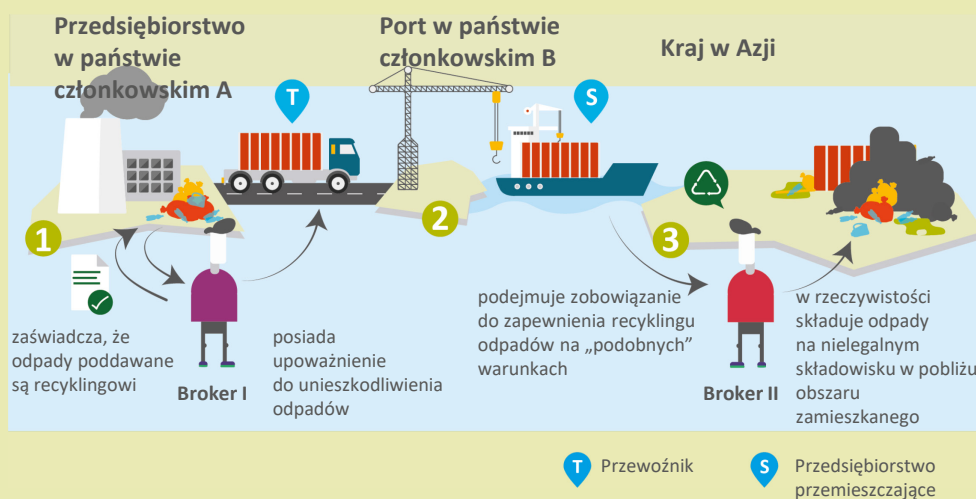 Przedsiębiorstwo
w państwie
członkowskim A
Port w państwie
członkowskim B
Kraj w Azji
T
S
1
2
3
zaświadcza, że
odpady poddawane
są recyklingowi
Broker I
posiada
upoważnienie
do unieszkodliwienia
odpadów
podejmuje zobowiązanie
do zapewnienia recyklingu
odpadów na „podobnych”
warunkach
Broker II
w rzeczywistości
składuje odpady
na nielegalnym
składowisku w pobliżu
obszaru
zamieszkanego
T Przewoźnik
S Przedsiębiorstwo
przemieszczające